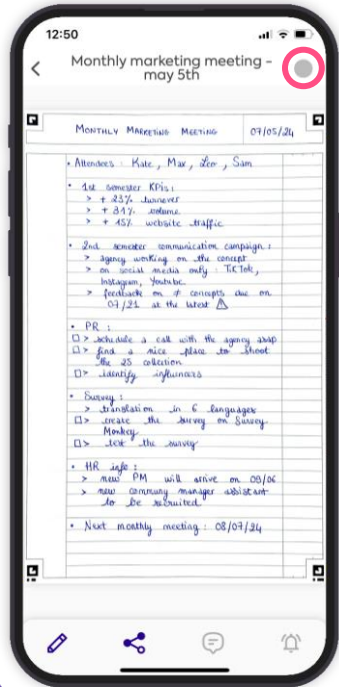 12:50
Monthly marketing meeting -
may 5th
MONTHLY MARKETING MEETING 07/05/24
• Attendees : Kate, Max, Leo, Sam
• 1st semester KPIs :
> + 23% turnover
> + 31% volume
> + 45% website traffic
• 2nd semester communication campaign :
> agency working on the concept
> on social media only : TikTok,
Instagram, Youtube
> feedback on ≠ concepts due on
07/21 at the latest ⚠
• PR :
□ > schedule a call with the agency asap
□ > find a nice place to shoot
the 2S collection
□ > identify influencers
• Survey :
> translation in 6 languages
□ > create the survey on Survey
Monkey
□ > test the survey
• HR info :
> new PM will arrive on 09/06
> new community manager assistant
to be recruited
• Next monthly meeting : 08/07/24